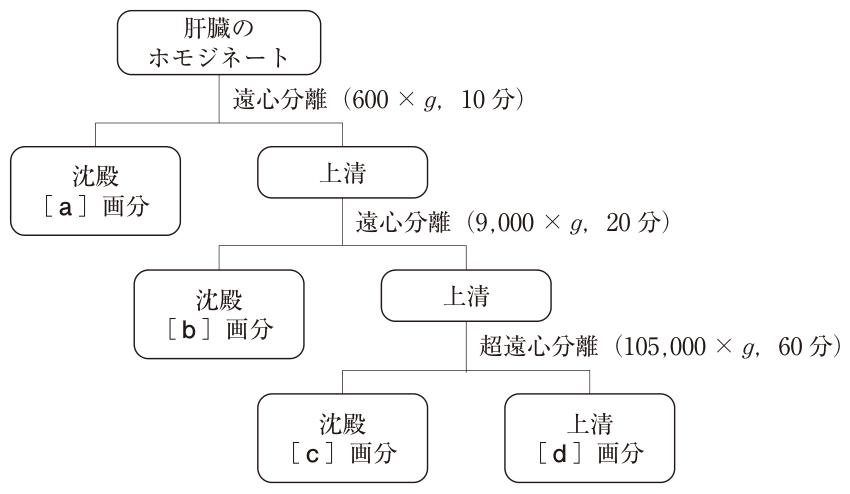 肝臓の
ホモジネート
遠心分離（600 × g，10 分）
沈殿
［a］画分
上清
遠心分離（9,000 × g，20 分）
沈殿
［b］画分
上清
超遠心分離（105,000 × g，60 分）
沈殿
［c］画分
上清
［d］画分